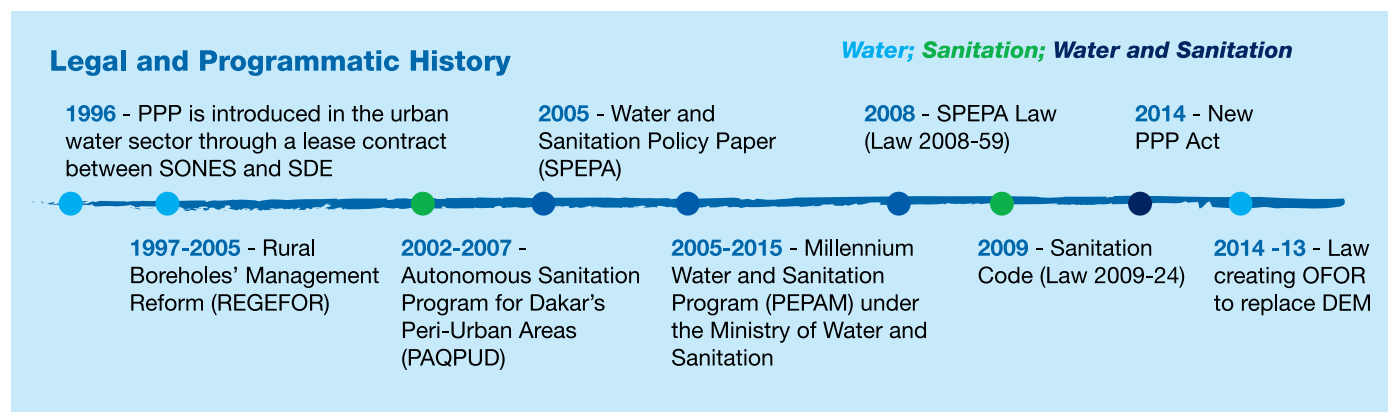 Legal and Programmatic History
Water; Sanitation; Water and Sanitation
1996 - PPP is introduced in the urban
water sector through a lease contract
between SONES and SDE
2005 - Water and
Sanitation Policy Paper
(SPEPA)
2008 - SPEPA Law
(Law 2008-59)
2014 - New
PPP Act
1997-2005 - Rural
Boreholes’ Management
Reform (REGEFOR)
2002-2007 -
Autonomous Sanitation
Program for Dakar’s
Peri-Urban Areas
(PAQPUD)
2005-2015 - Millennium
Water and Sanitation
Program (PEPAM) under
the Ministry of Water and
Sanitation
2009 - Sanitation
Code (Law 2009-24)
2014 -13 - Law
creating OFOR
to replace DEM